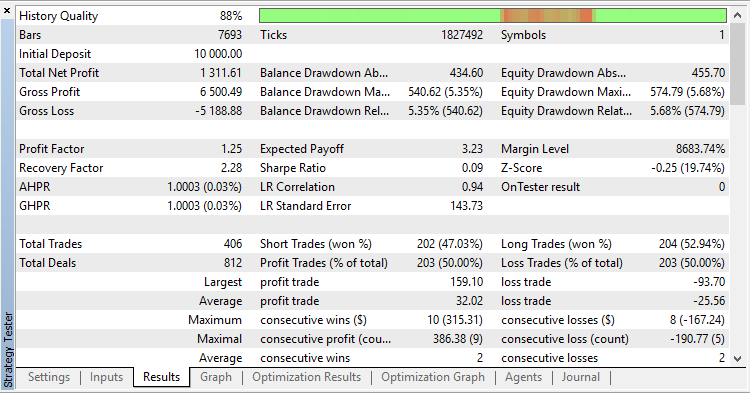 History Quality 88%
Bars 7693 Ticks 1827492 Symbols 1
Initial Deposit 10 000.00
Total Net Profit 1 311.61 Balance Drawdown Ab... 434.60 Equity Drawdown Abs... 455.70
Gross Profit 6 500.49 Balance Drawdown Ma... 540.62 (5.35%) Equity Drawdown Maxi... 574.79 (5.68%)
Gross Loss -5 188.88 Balance Drawdown Rel... 5.35% (540.62) Equity Drawdown Relat... 5.68% (574.79)
Profit Factor 1.25 Expected Payoff 3.23 Margin Level 8683.74%
Recovery Factor 2.28 Sharpe Ratio 0.09 Z-Score -0.25 (19.74%)
AHPR 1.0003 (0.03%) LR Correlation 0.94 OnTester result 0
GHPR 1.0003 (0.03%) LR Standard Error 143.73
Total Trades 406 Short Trades (won %) 202 (47.03%) Long Trades (won %) 204 (52.94%)
Total Deals 812 Profit Trades (% of total) 203 (50.00%) Loss Trades (% of total) 203 (50.00%)
Largest profit trade 159.10 loss trade -93.70
Average profit trade 32.02 loss trade -25.56
Maximum consecutive wins ($) 10 (315.31) consecutive losses ($) 8 (-167.24)
Maximal consecutive profit (cou... 386.38 (9) consecutive loss (count) -190.77 (5)
Average consecutive wins 2 consecutive losses 2
Settings Inputs Results Graph Optimization Results Optimization Graph Agents Journal
Strategy Tester